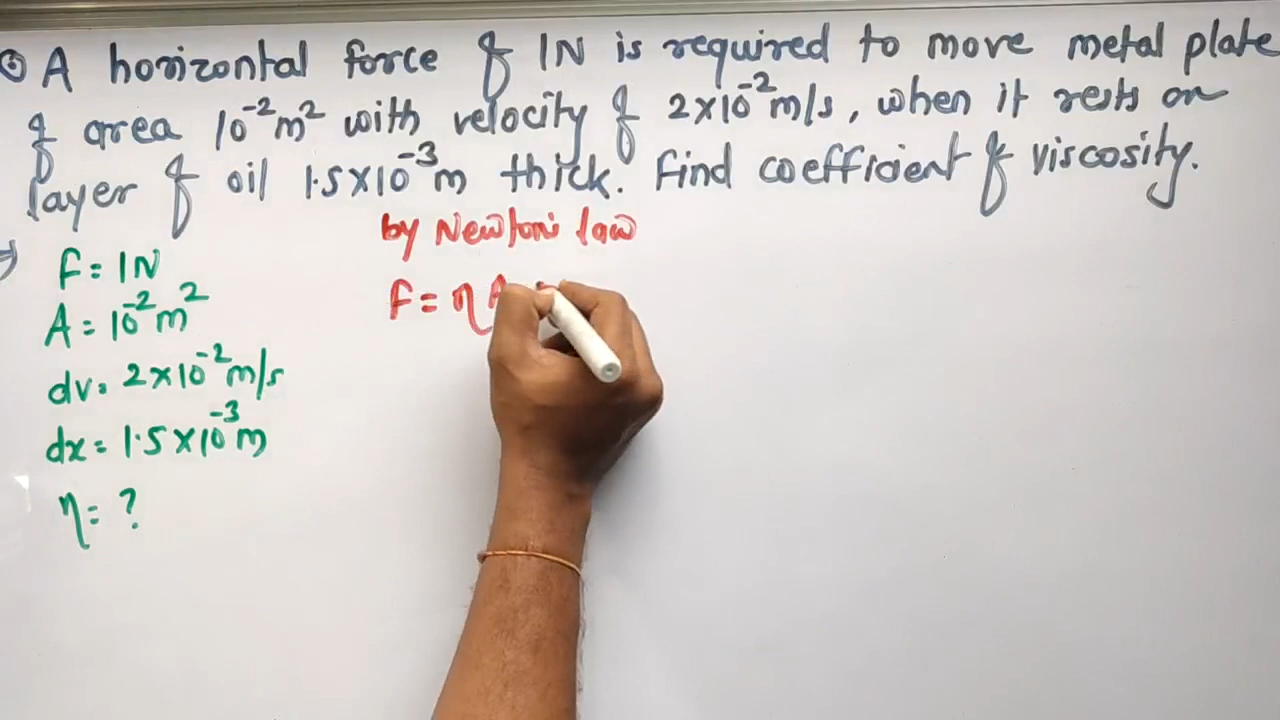 A horizontal force of 1N is required to move metal plate
of area 10⁻²m² with velocity of 2×10⁻²m/s, when it rests on
layer of oil 1.5×10⁻³m thick. Find coefficient of viscosity.
by Newton's law
F = 1N
F = η A
A = 10⁻²m²
dv = 2×10⁻²m/s
dx = 1.5×10⁻³m
η = ?